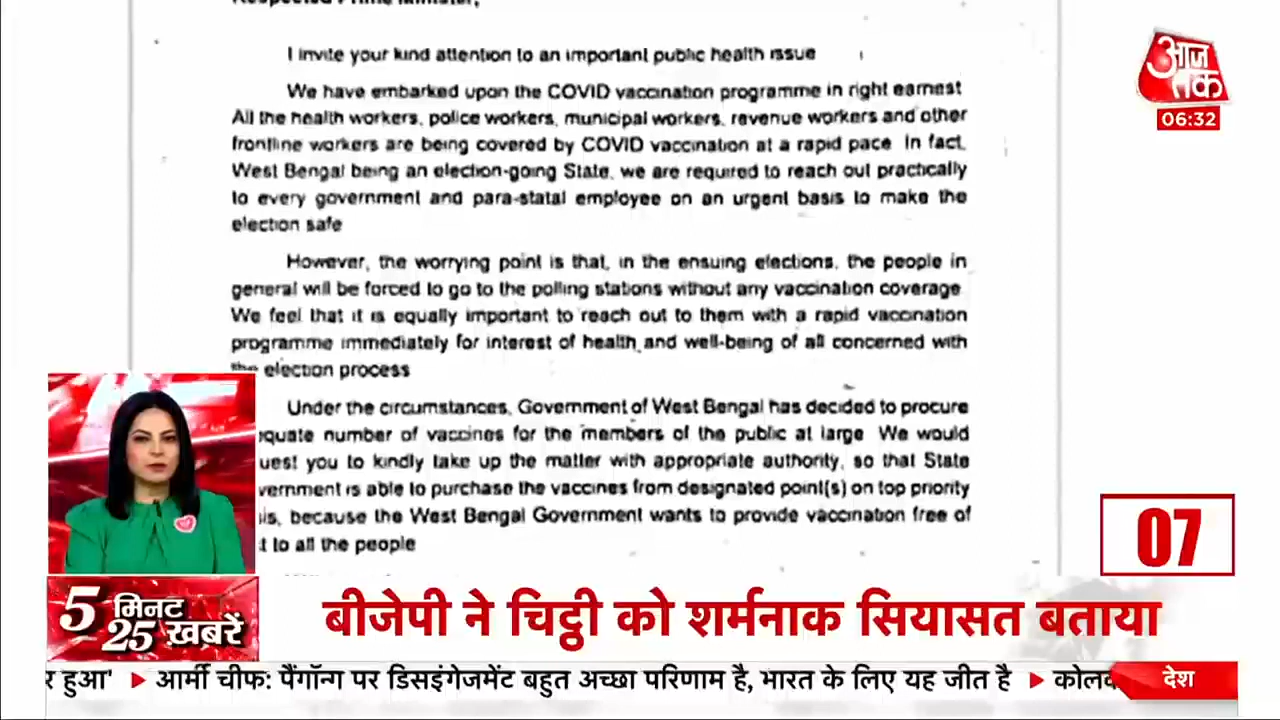 I invite your kind attention to an important public health issue
We have embarked upon the COVID vaccination programme in right earnest
All the health workers, police workers, municipal workers, revenue workers and other
frontline workers are being covered by COVID vaccination at a rapid pace In fact,
West Bengal being an election-going State, we are required to reach out practically
to every government and para-statal employee on an urgent basis to make the
election safe
However, the worrying point is that, in the ensuing elections, the people in
general will be forced to go to the polling stations without any vaccination coverage
We feel that it is equally important to reach out to them with a rapid vaccination
programme immediately for interest of health and well-being of all concerned with
election process
Under the circumstances, Government of West Bengal has decided to procure
equate number of vaccines for the members of the public at large We would
uest you to kindly take up the matter with appropriate authority, so that State
vernment is able to purchase the vaccines from designated point(s) on top priority
is, because the West Bengal Government wants to provide vaccination free of
t to all the people
आज
तक
06:32
07
5 मिनट
25 खबरें
बीजेपी ने चिट्ठी को शर्मनाक सियासत बताया
र हुआ' आर्मी चीफ: पैंगॉन्ग पर डिसइंगेजमेंट बहुत अच्छा परिणाम है, भारत के लिए यह जीत है कोलक
देश